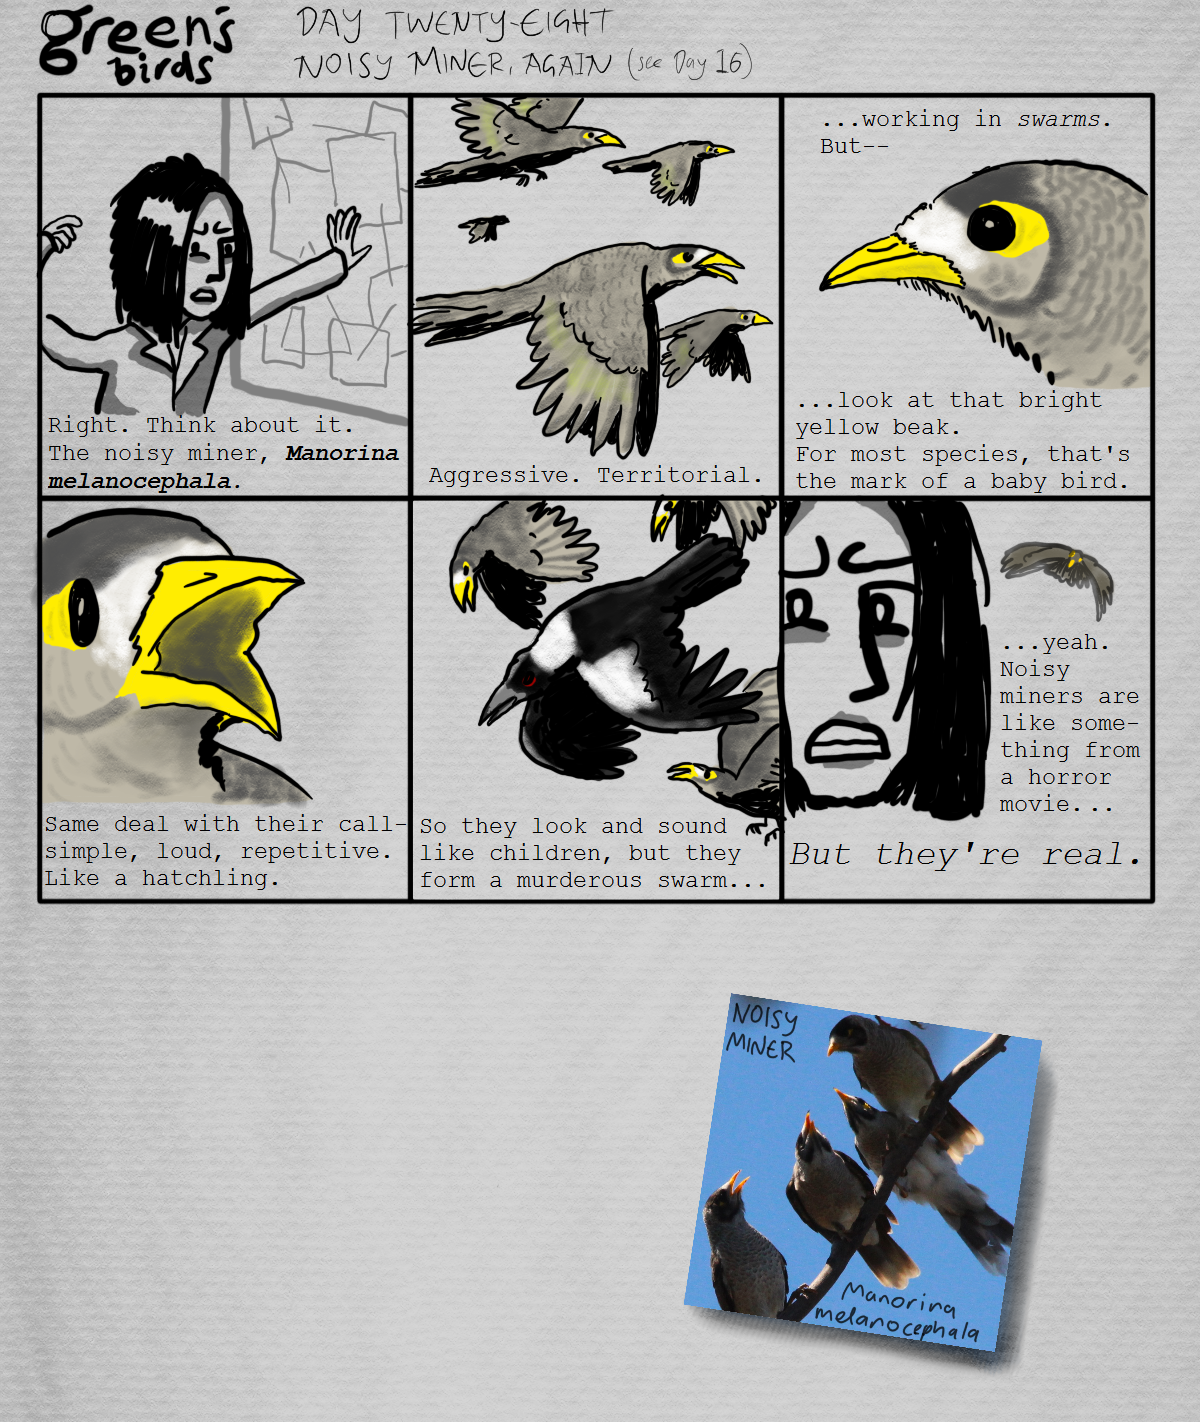 green's
birds
DAY TWENTY-EIGHT
NOISY MINER, AGAIN (see Day 16)
Right. Think about it.
The noisy miner, Manorina
melanocephala.
Aggressive. Territorial.
...working in swarms.
But--
...look at that bright
yellow beak.
For most species, that's
the mark of a baby bird.
Same deal with their call-
simple, loud, repetitive.
Like a hatchling.
So they look and sound
like children, but they
form a murderous swarm...
...yeah.
Noisy
miners are
like some-
thing from
a horror
movie...
But they're real.
NOISY
MINER
Manorina
melanocephala